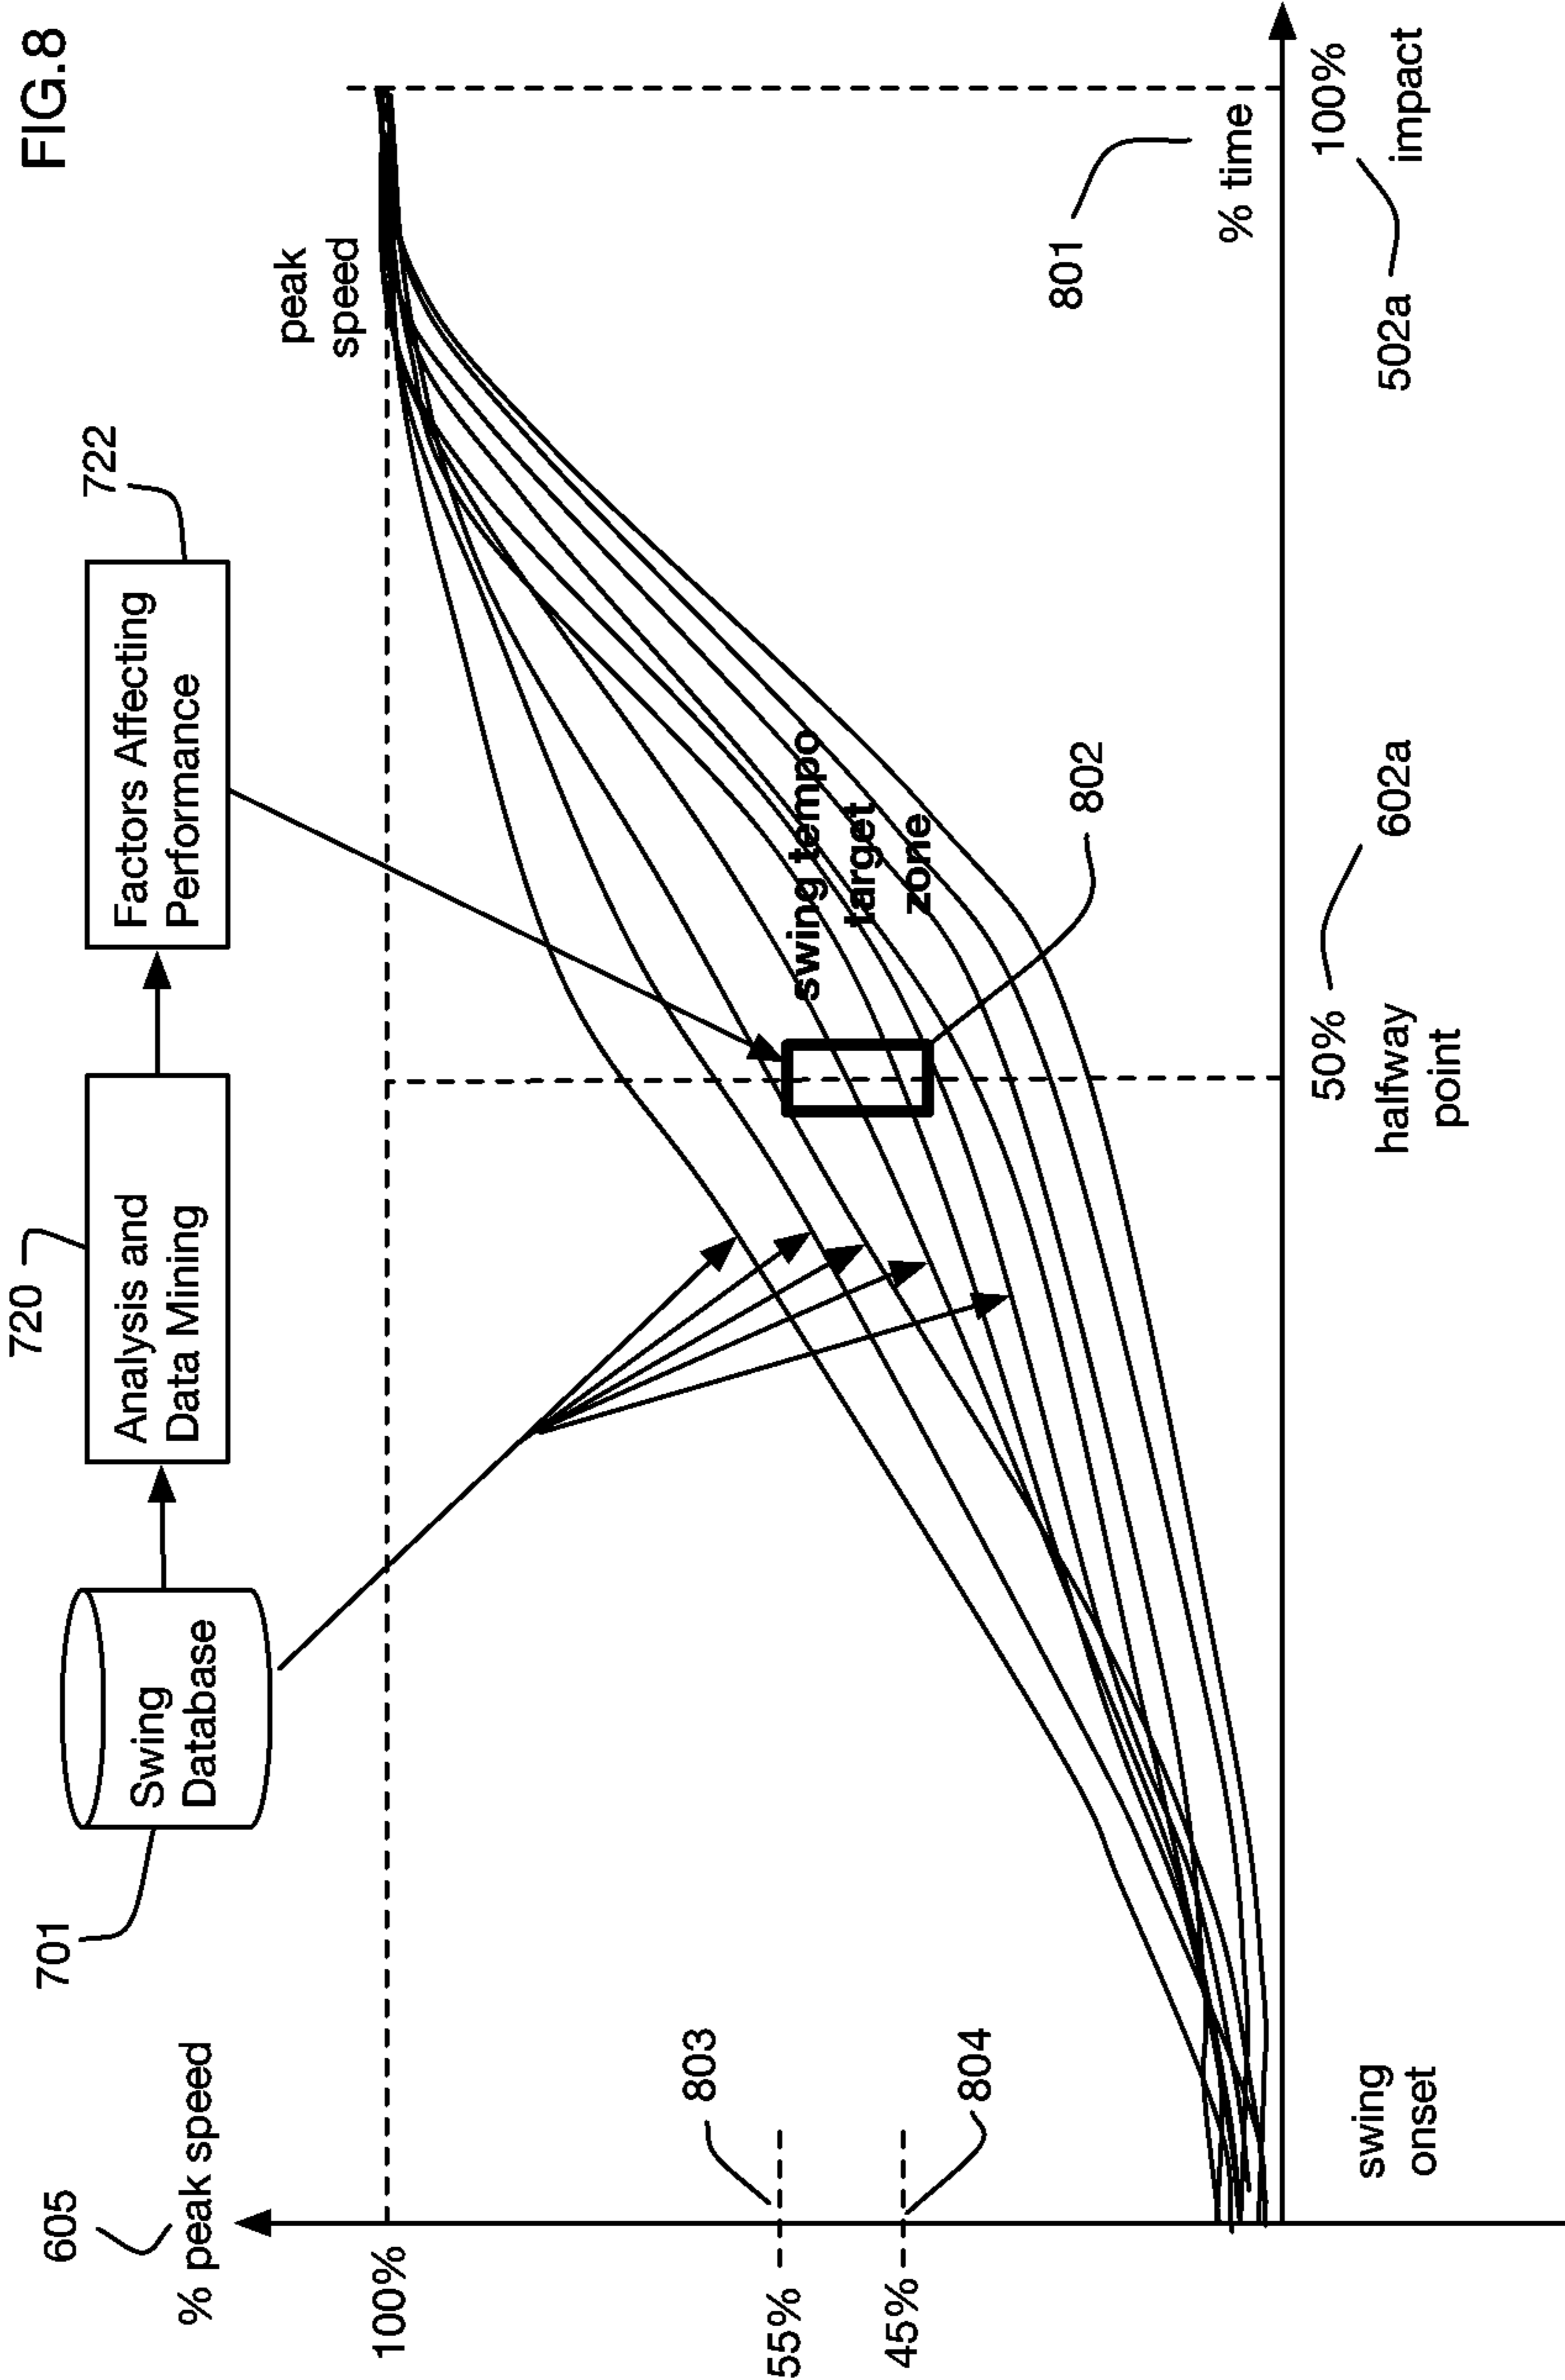 FIG.8
720
722
701
Swing
Database
Analysis and
Data Mining
Factors Affecting
Performance
605
% peak speed
peak
speed
100%
803
55%
45%
804
swing tempo
target
zone
802
801
% time
swing
onset
50%
halfway
point
602a
502a
100%
impact